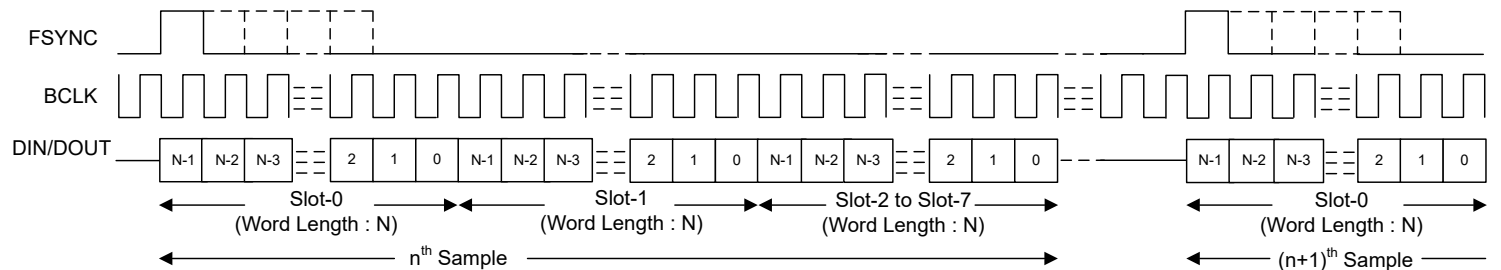 FSYNC
BCLK
DIN/DOUT
N-1 N-2 N-3 2 1 0 N-1 N-2 N-3 2 1 0 N-1 N-2 N-3 2 1 0 N-1 N-2 N-3 2 1 0
Slot-0 Slot-1 Slot-2 to Slot-7 Slot-0
(Word Length : N) (Word Length : N) (Word Length : N) (Word Length : N)
nth Sample (n+1)th Sample